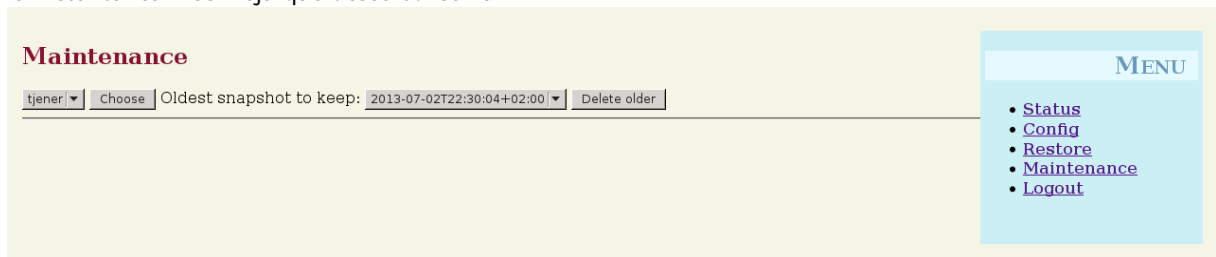 Maintenance
tjener Choose Oldest snapshot to keep: 2013-07-02T22:30:04+02:00 Delete older
MENU
Status
Config
Restore
Maintenance
Logout